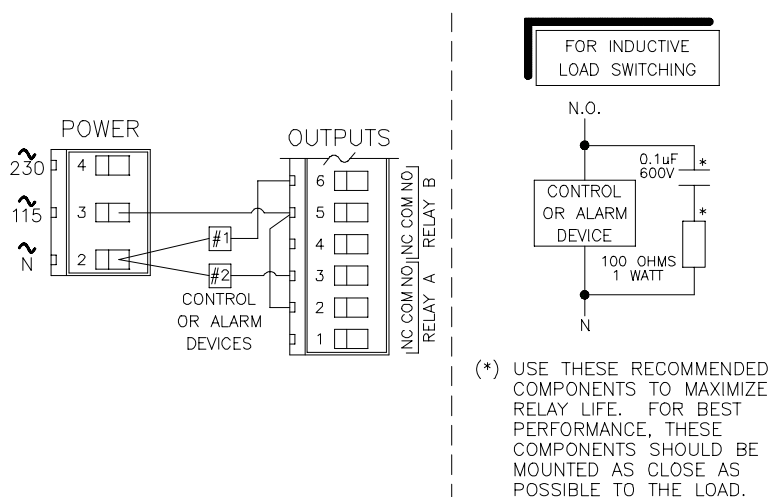 POWER
~
230
4
~
115
3
~
N
2
#1
#2
CONTROL
OR ALARM
DEVICES
OUTPUTS
6
5
4
3
2
1
NC COM NO
RELAY B
NC COM NO
RELAY A
FOR INDUCTIVE
LOAD SWITCHING
N.O.
0.1uF
600V
*
CONTROL
OR ALARM
DEVICE
*
100 OHMS
1 WATT
N
(*) USE THESE RECOMMENDED
COMPONENTS TO MAXIMIZE
RELAY LIFE. FOR BEST
PERFORMANCE, THESE
COMPONENTS SHOULD BE
MOUNTED AS CLOSE AS
POSSIBLE TO THE LOAD.